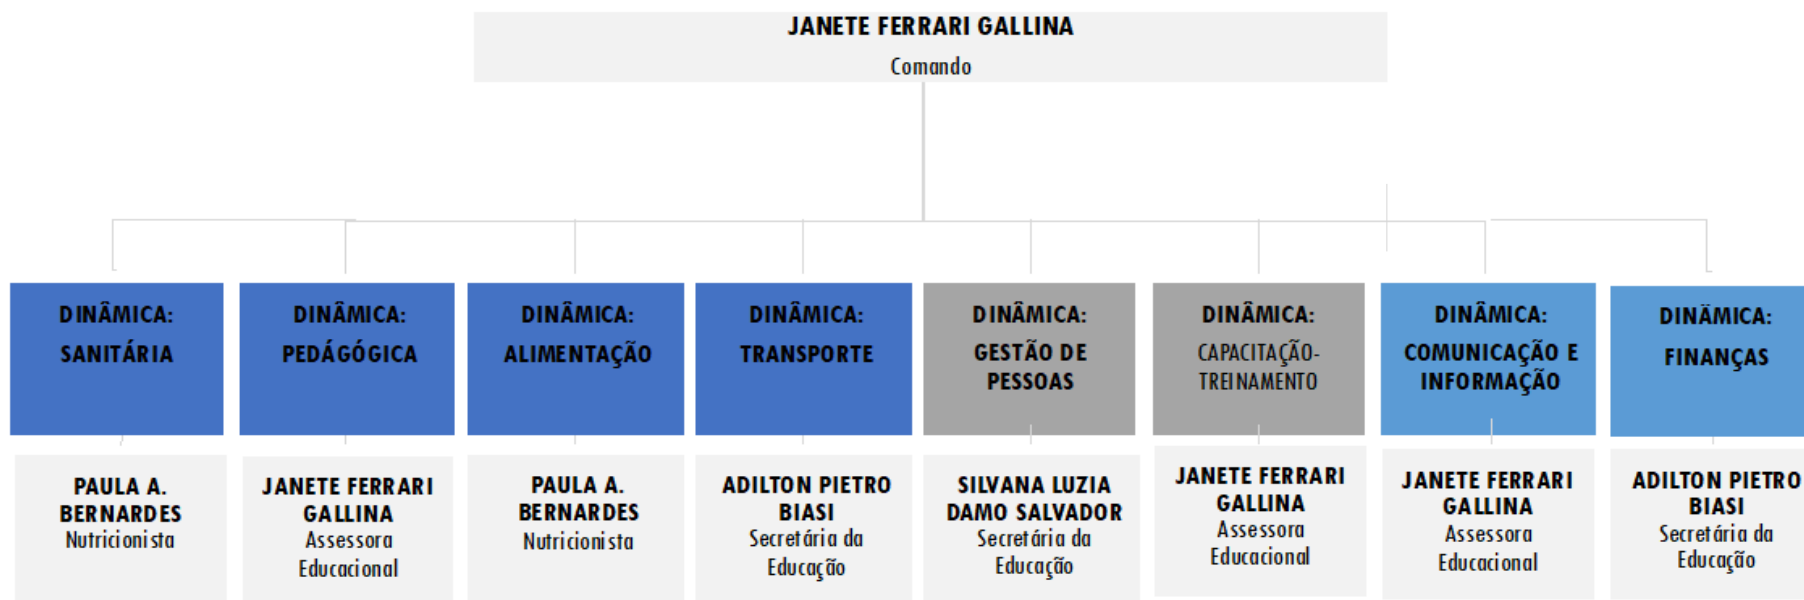 JANETE FERRARI GALLINA
Comando
DINÂMICA:
SANITÁRIA
DINÂMICA:
PEDÁGÓGICA
DINÂMICA:
ALIMENTAÇÃO
DINÂMICA:
TRANSPORTE
DINÂMICA:
GESTÃO DE
PESSOAS
DINÂMICA:
CAPACITAÇÃO-
TREINAMENTO
DINÂMICA:
COMUNICAÇÃO E
INFORMAÇÃO
DINÂMICA:
FINANÇAS
PAULA A.
BERNARDES
Nutricionista
JANETE FERRARI
GALLINA
Assessora
Educacional
PAULA A.
BERNARDES
Nutricionista
ADILTON PIETRO
BIASI
Secretária da
Educação
SILVANA LUZIA
DAMO SALVADOR
Secretária da
Educação
JANETE FERRARI
GALLINA
Assessora
Educacional
JANETE FERRARI
GALLINA
Assessora
Educacional
ADILTON PIETRO
BIASI
Secretária da
Educação